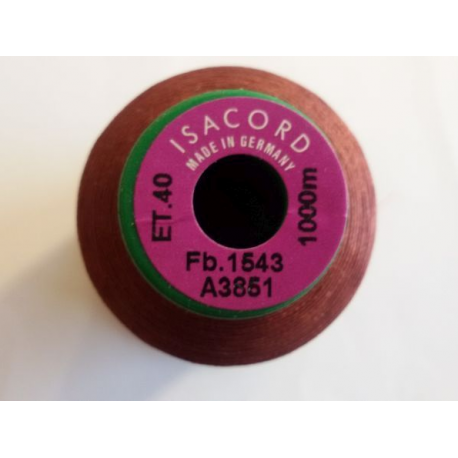 ISACORD
MADE IN GERMANY
ET.40
1000m
Fb.1543
A3851